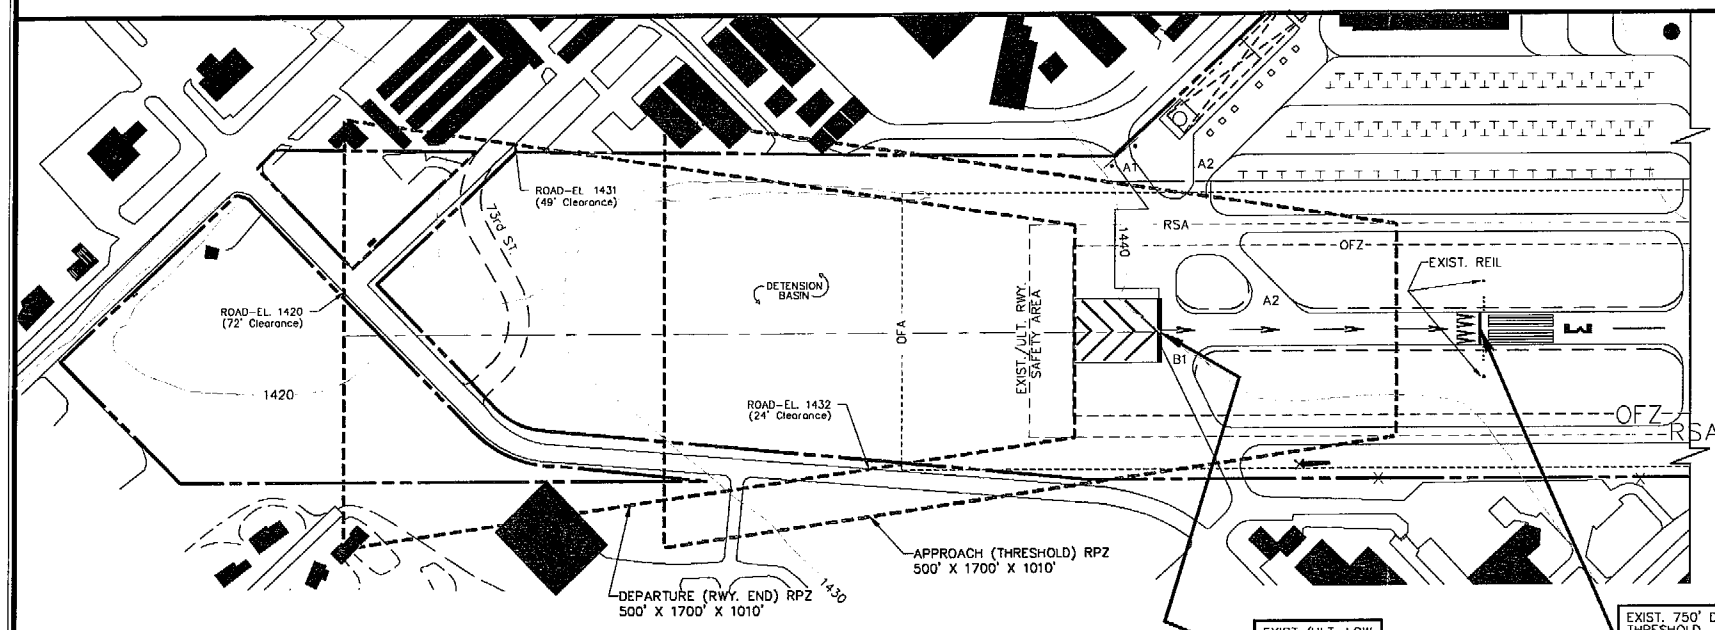 ROAD-EL 1431
(49' Clearance)
73rd ST
A1
A2
RSA
OFZ
1440
EXIST. REIL
DETENSION
BASIN
ROAD-EL. 1420
(72' Clearance)
A2
OFA
EXIST./ULT. RWY.
SAFETY AREA
B1
1420
ROAD-EL. 1432
(24' Clearance)
OFZ
RSA
APPROACH (THRESHOLD) RPZ
500' X 1700' X 1010'
DEPARTURE (RWY. END) RPZ
500' X 1700' X 1010'
1430
EXIST. 750' D
THRESHOLD